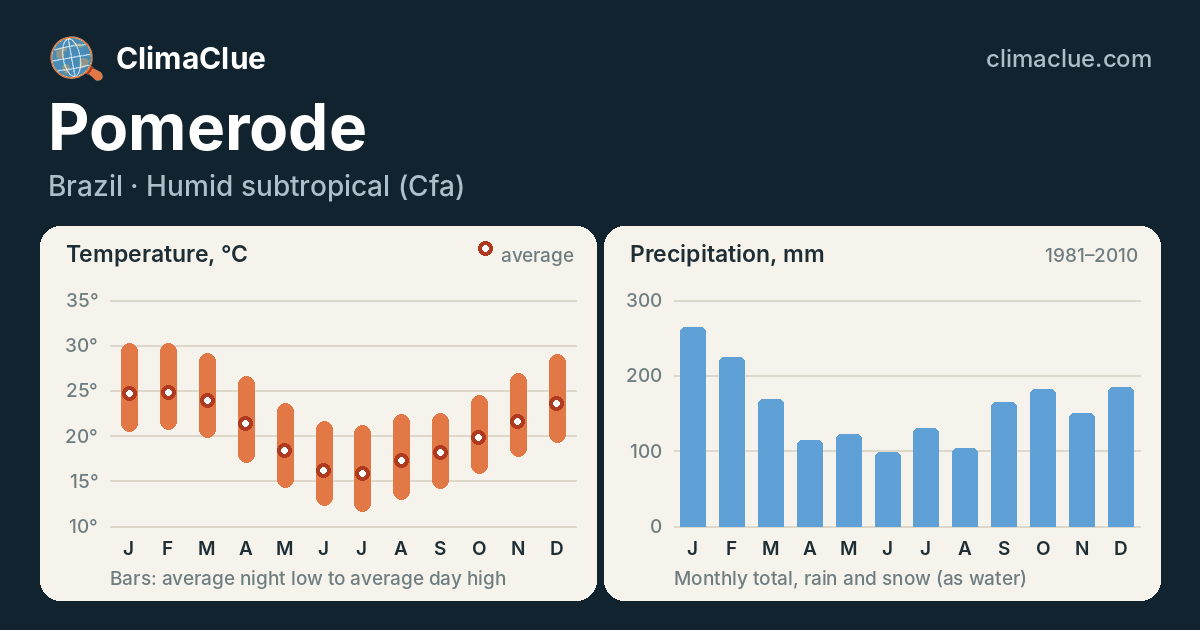 ClimaClue
climaclue.com
Pomerode
Brazil · Humid subtropical (Cfa)
Temperature, °C
average
35°
30°
25°
20°
15°
10°
J F M A M J J A S O N D
Bars: average night low to average day high
Precipitation, mm
1981–2010
300
200
100
0
J F M A M J J A S O N D
Monthly total, rain and snow (as water)